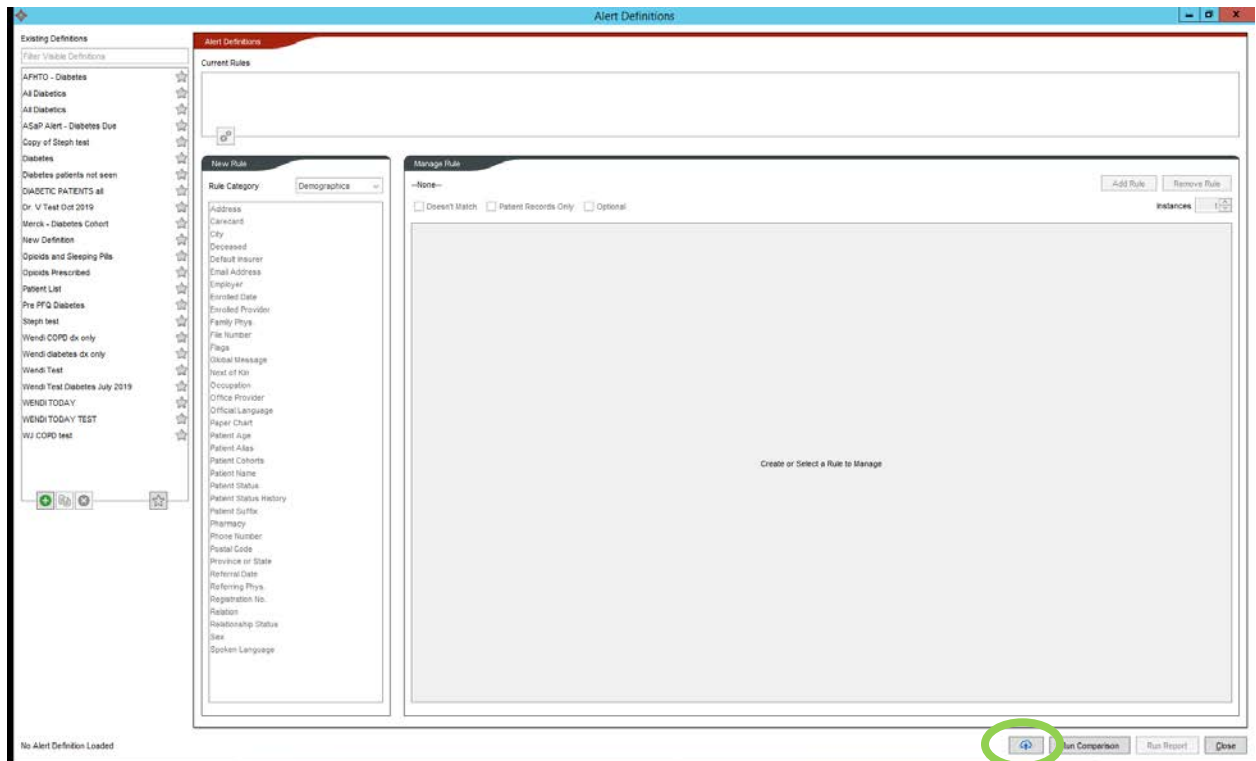 Alert Definitions
Existing Definitions
Filter Visible Definitions
AFHTO - Diabetes
All Diabetics
All Diabetics
ASaP Alert - Diabetes Due
Copy of Steph test
Diabetes
Diabetes patients not seen
DIABETIC PATIENTS all
Dr. V Test Oct 2019
Merck - Diabetes Cohort
New Definition
Opioids and Sleeping Pills
Opioids Prescribed
Patient List
Pre PFQ Diabetes
Steph test
Wendi COPD dx only
Wendi diabetes dx only
Wendi Test
Wendi Test Diabetes July 2019
WENDI TODAY
WENDI TODAY TEST
WJ COPD test
Alert Definitions
Current Rules
New Rule
Rule Category
Demographics
Address
Carecard
City
Deceased
Default Insurer
Email Address
Employer
Enrolled Date
Enrolled Provider
Family Phys.
File Number
Flags
Global Message
Next of Kin
Occupation
Office Provider
Official Language
Paper Chart
Patient Age
Patient Alias
Patient Cohorts
Patient Name
Patient Status
Patient Status History
Patient Suffix
Pharmacy
Phone Number
Postal Code
Province or State
Referral Date
Referring Phys.
Registration No.
Relation
Relationship Status
Sex
Spoken Language
Manage Rule
--None--
Add Rule
Remove Rule
Doesn't Match
Patient Records Only
Optional
Instances
1
Create or Select a Rule to Manage
No Alert Definition Loaded
Run Comparison
Run Report
Close